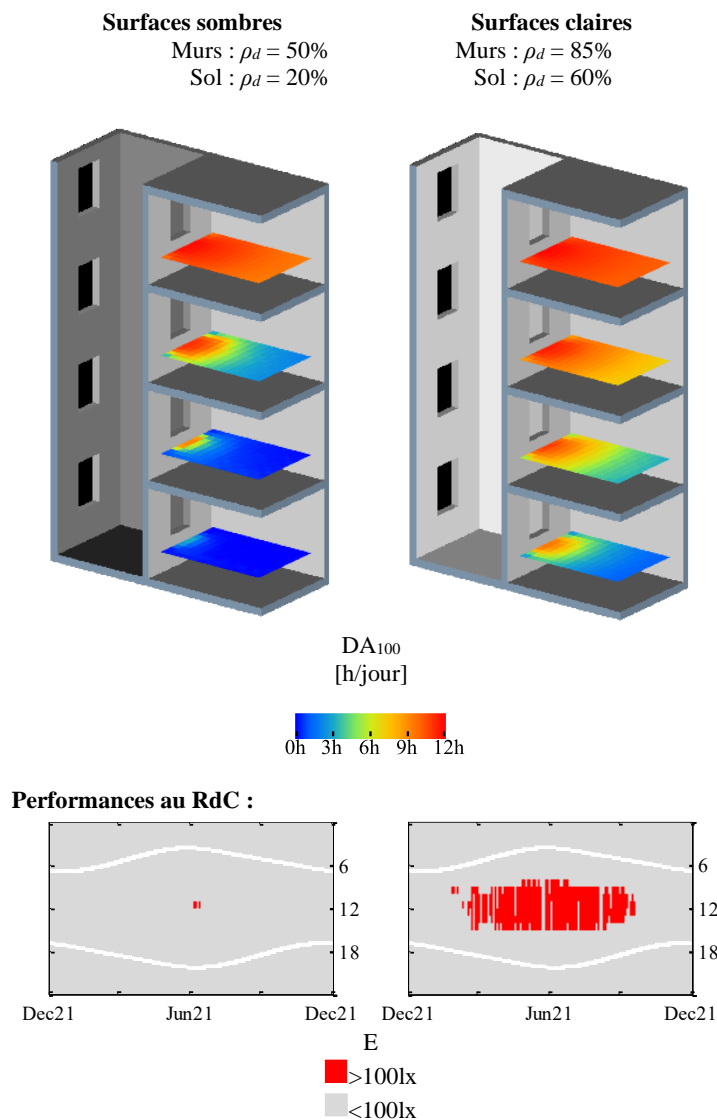 Surfaces sombres
Murs : ρd = 50%
Sol : ρd = 20%
Surfaces claires
Murs : ρd = 85%
Sol : ρd = 60%
DA100
[h/jour]
0h 3h 6h 9h 12h
Performances au RdC :
6
12
18
Dec21 Jun21 Dec21
6
12
18
Dec21 Jun21 Dec21
E
>100lx
<100lx